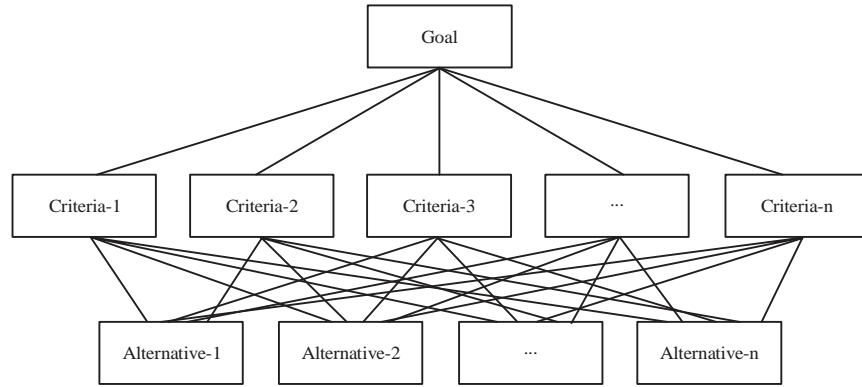 Goal
Criteria-1
Criteria-2
Criteria-3
...
Criteria-n
Alternative-1
Alternative-2
...
Alternative-n